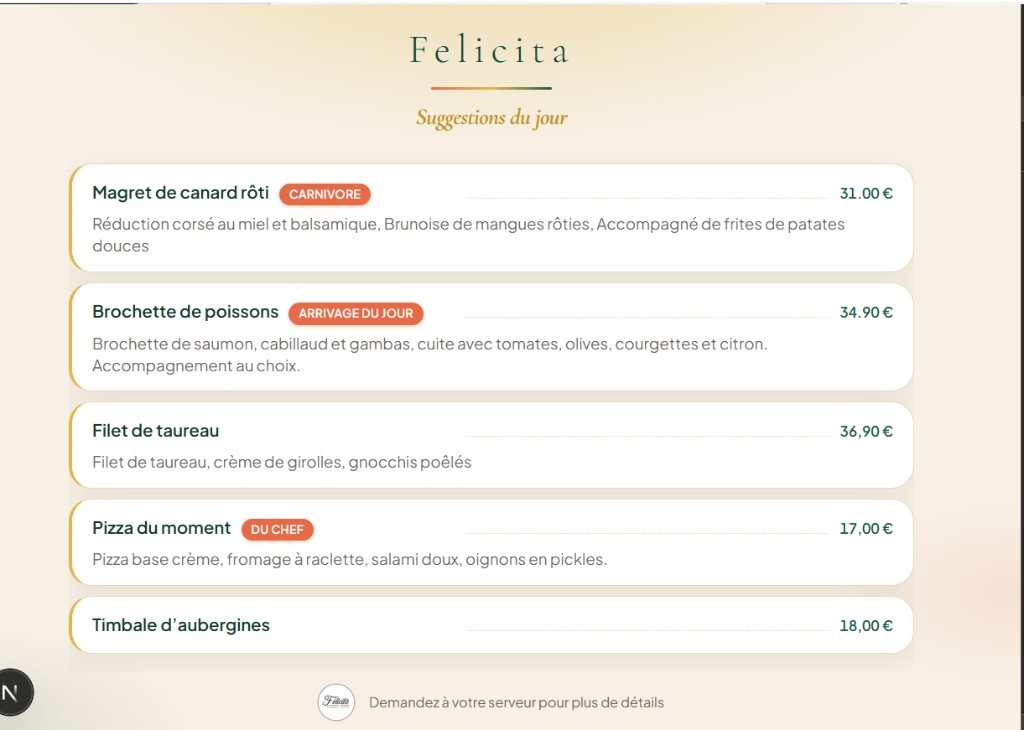 Felicita
Suggestions du jour
Magret de canard rôti CARNIVORE 31.00 €
Réduction corsé au miel et balsamique, Brunoise de mangues rôties, Accompagné de frites de patates
douces
Brochette de poissons ARRIVAGE DU JOUR 34.90 €
Brochette de saumon, cabillaud et gambas, cuite avec tomates, olives, courgettes et citron.
Accompagnement au choix.
Filet de taureau 36,90 €
Filet de taureau, crème de girolles, gnocchis poêlés
Pizza du moment DU CHEF 17,00 €
Pizza base crème, fromage à raclette, salami doux, oignons en pickles.
Timbale d’aubergines 18,00 €
N
Felicita
Demandez à votre serveur pour plus de détails